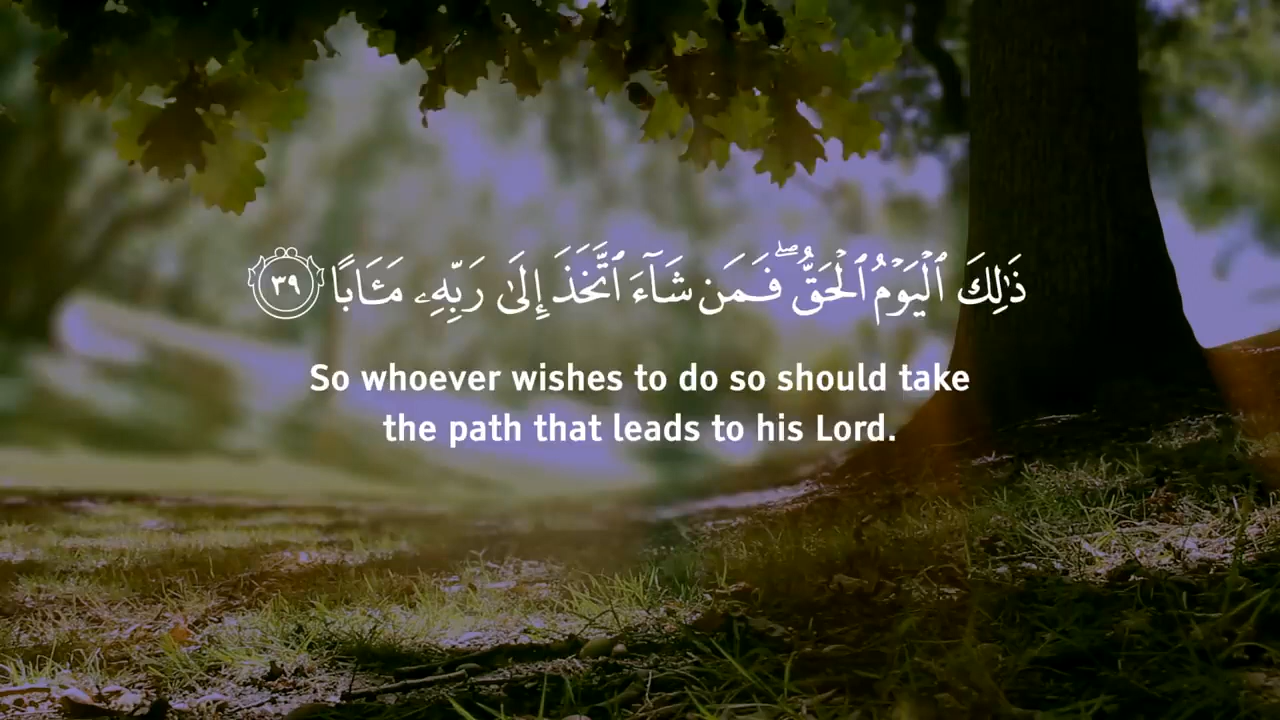 ذَٰلِكَ ٱلْيَوْمُ ٱلْحَقُّ ۖ فَمَن شَآءَ ٱتَّخَذَ إِلَىٰ رَبِّهِۦ مَـَٔابًا ٣٩
So whoever wishes to do so should take
the path that leads to his Lord.